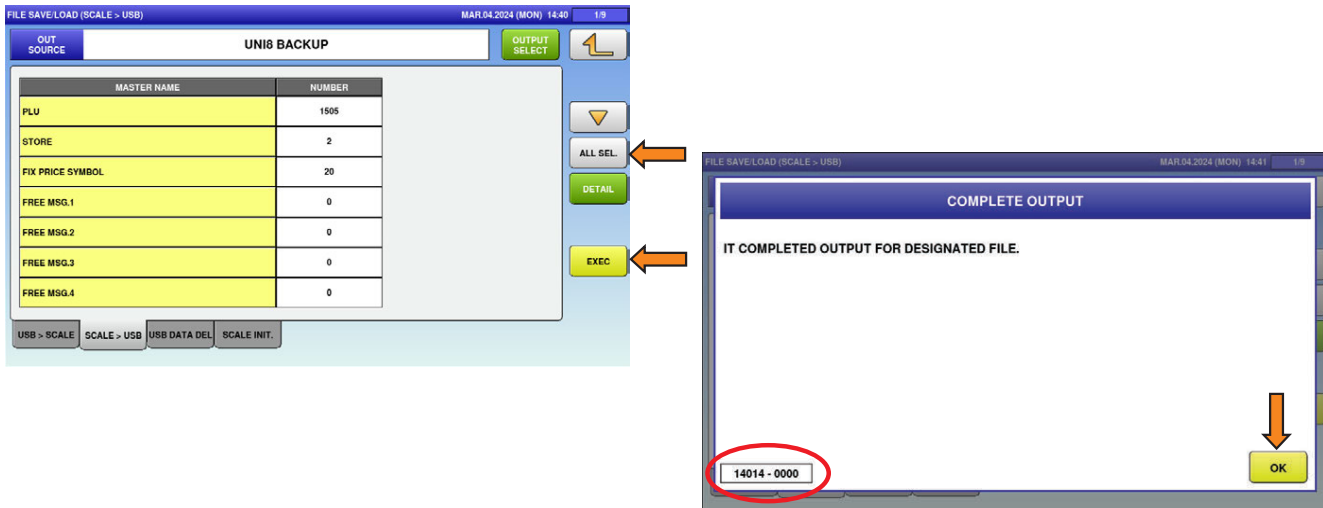 FILE SAVE/LOAD (SCALE > USB) MAR.04.2024 (MON) 14:40 1/9
OUT
SOURCE
UNI8 BACKUP
OUTPUT
SELECT
MASTER NAME NUMBER
PLU 1505
STORE 2
FIX PRICE SYMBOL 20
FREE MSG.1 0
FREE MSG.2 0
FREE MSG.3 0
FREE MSG.4 0
ALL SEL.
DETAIL
EXEC
USB > SCALE SCALE > USB USB DATA DEL SCALE INIT.
FILE SAVE/LOAD (SCALE > USB) MAR.04.2024 (MON) 14:41 1/9
COMPLETE OUTPUT
IT COMPLETED OUTPUT FOR DESIGNATED FILE.
14014 - 0000
OK